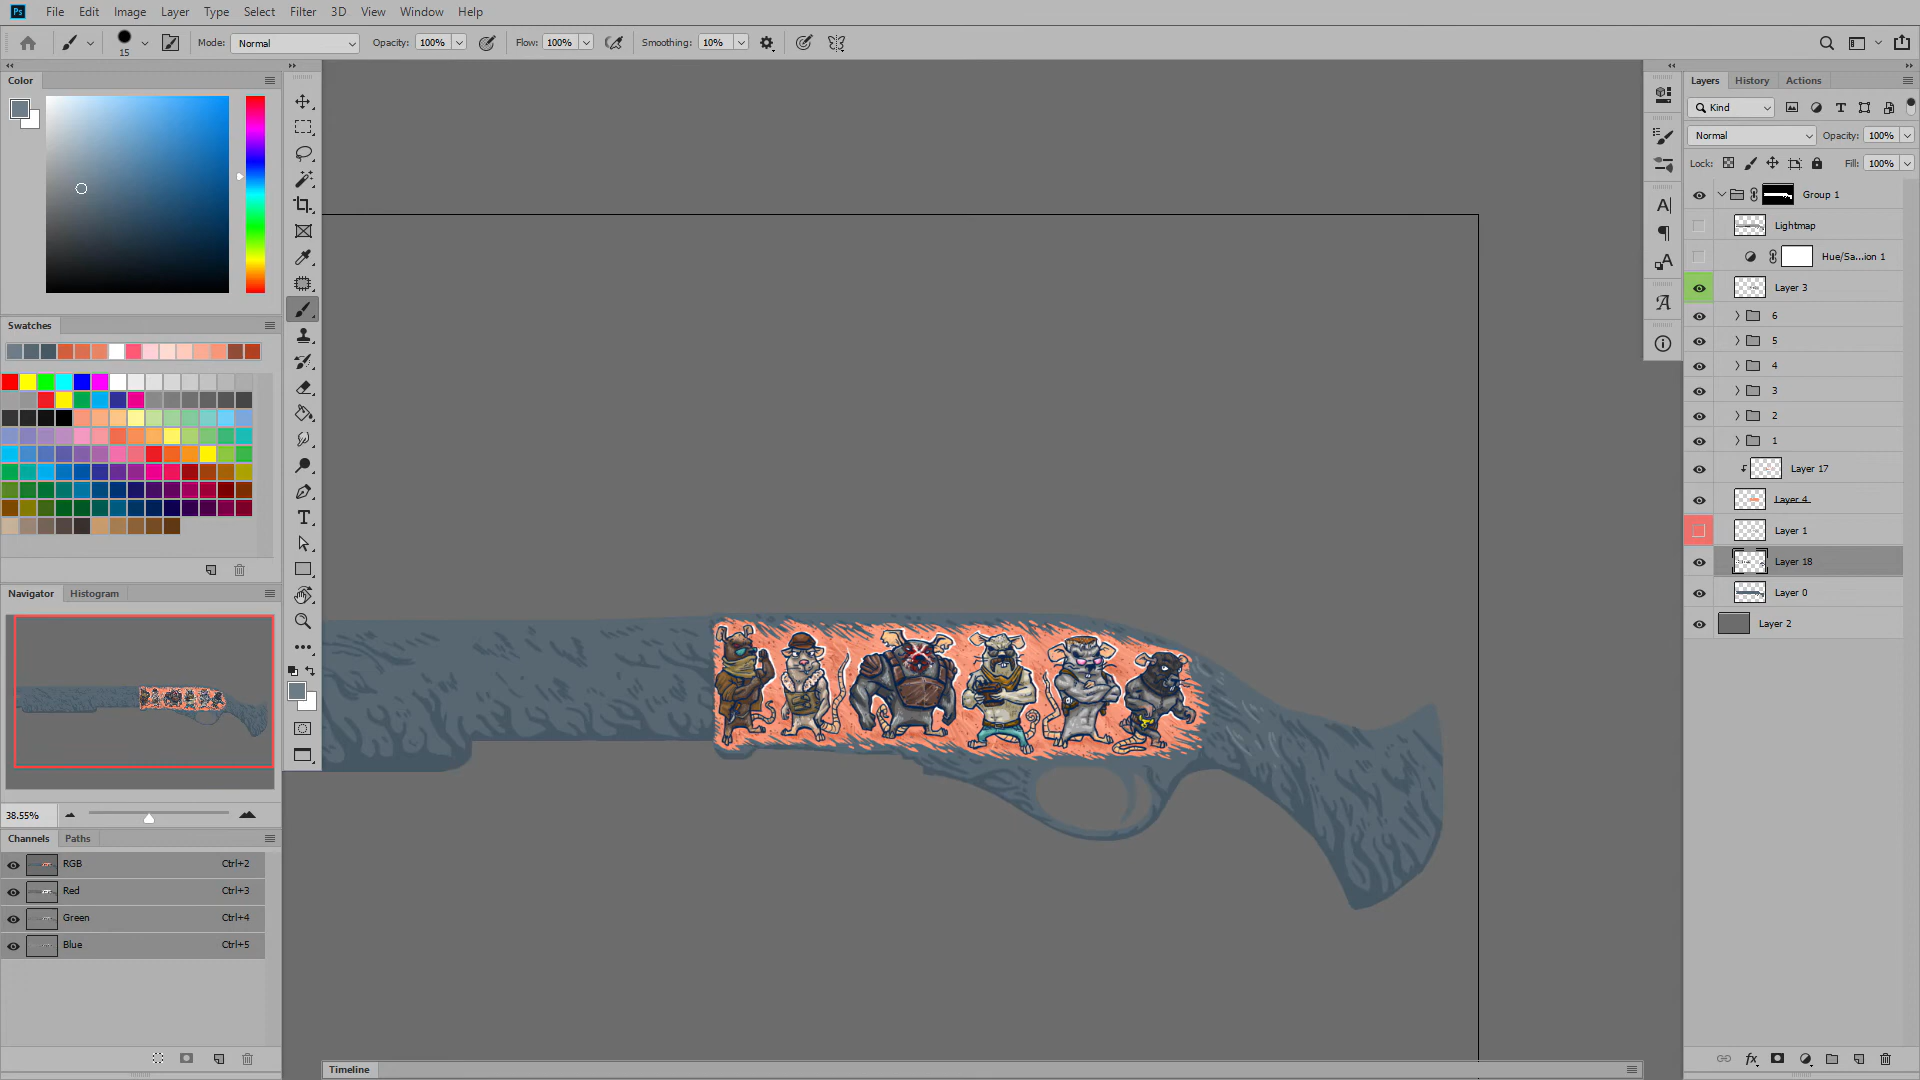 Ps File Edit Image Layer Type Select Filter 3D View Window Help
15 Mode: Normal Opacity: 100% Flow: 100% Smoothing: 10%
Color
Swatches
Navigator Histogram
38.55%
Channels Paths
RGB Ctrl+2
Red Ctrl+3
Green Ctrl+4
Blue Ctrl+5
Timeline
Layers History Actions
Kind
Normal Opacity: 100%
Lock: Fill: 100%
Group 1
Lightmap
Hue/Sa...ion 1
Layer 3
6
5
4
3
2
1
Layer 17
Layer 4
Layer 1
Layer 18
Layer 0
Layer 2